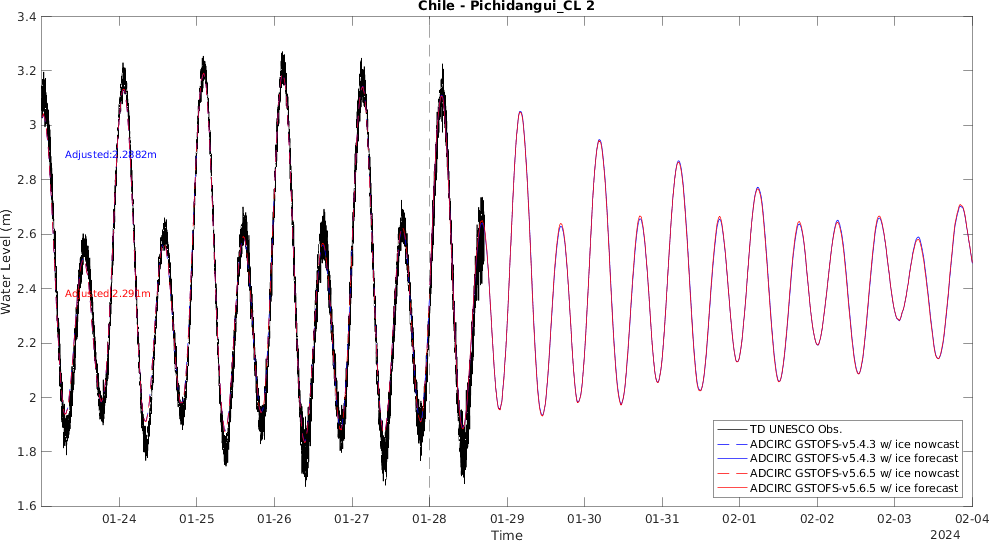 Chile - Pichidangui_CL 2
3.4
3.2
3
2.8
2.6
2.4
2.2
2
1.8
1.6
Water Level (m)
Adjusted:2.2882m
Adjusted:2.291m
TD UNESCO Obs.
ADCIRC GSTOFS-v5.4.3 w/ ice nowcast
ADCIRC GSTOFS-v5.4.3 w/ ice forecast
ADCIRC GSTOFS-v5.6.5 w/ ice nowcast
ADCIRC GSTOFS-v5.6.5 w/ ice forecast
01-24 01-25 01-26 01-27 01-28 01-29 01-30 01-31 02-01 02-02 02-03 02-04
2024
Time